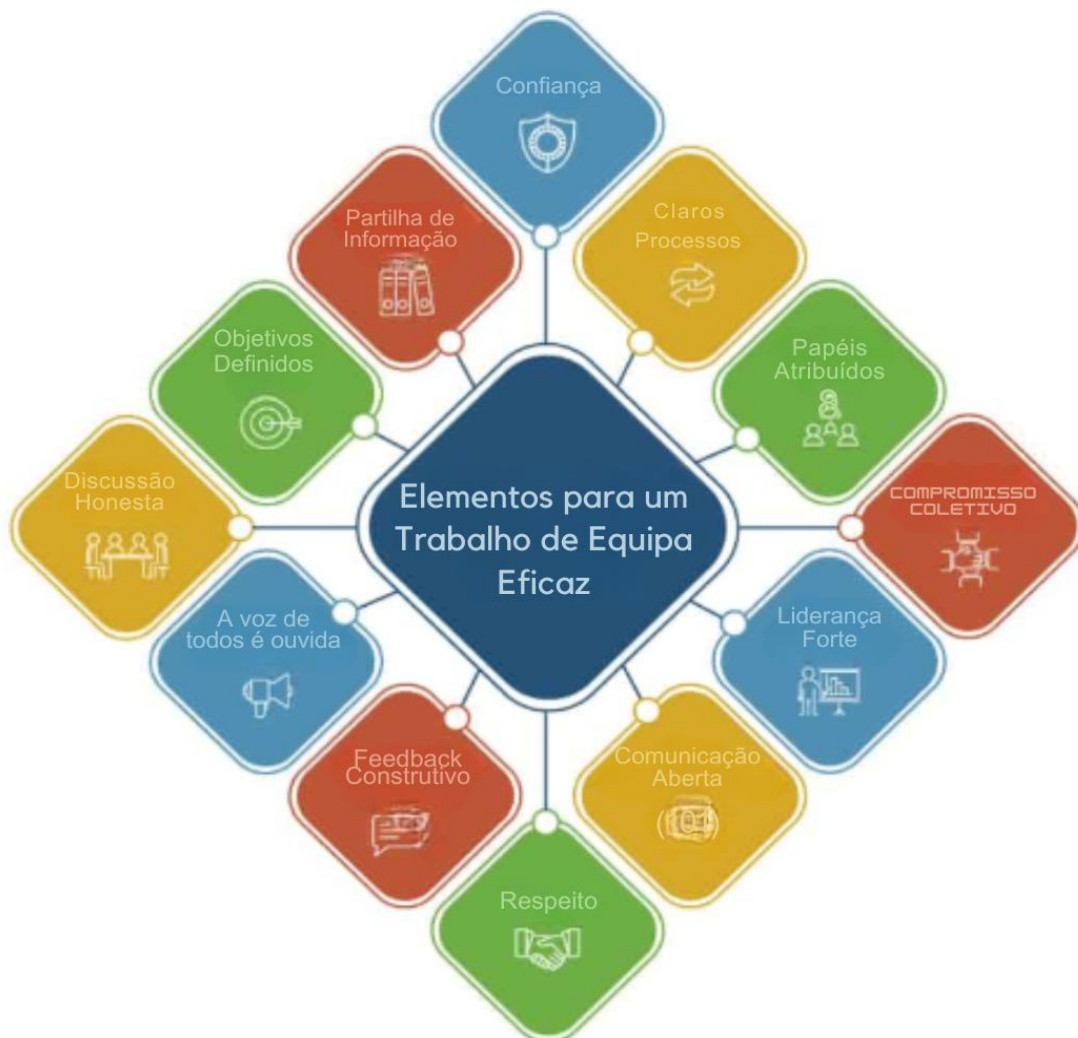 Confiança
Partilha de
Informação
Claros
Processos
Objetivos
Definidos
Papéis
Atribuídos
Discussão
Honesta
Elementos para um
Trabalho de Equipa
Eficaz
COMPROMISSO
COLETIVO
A voz de
todos é ouvida
Liderança
Forte
Feedback
Construtivo
Comunicação
Aberta
Respeito